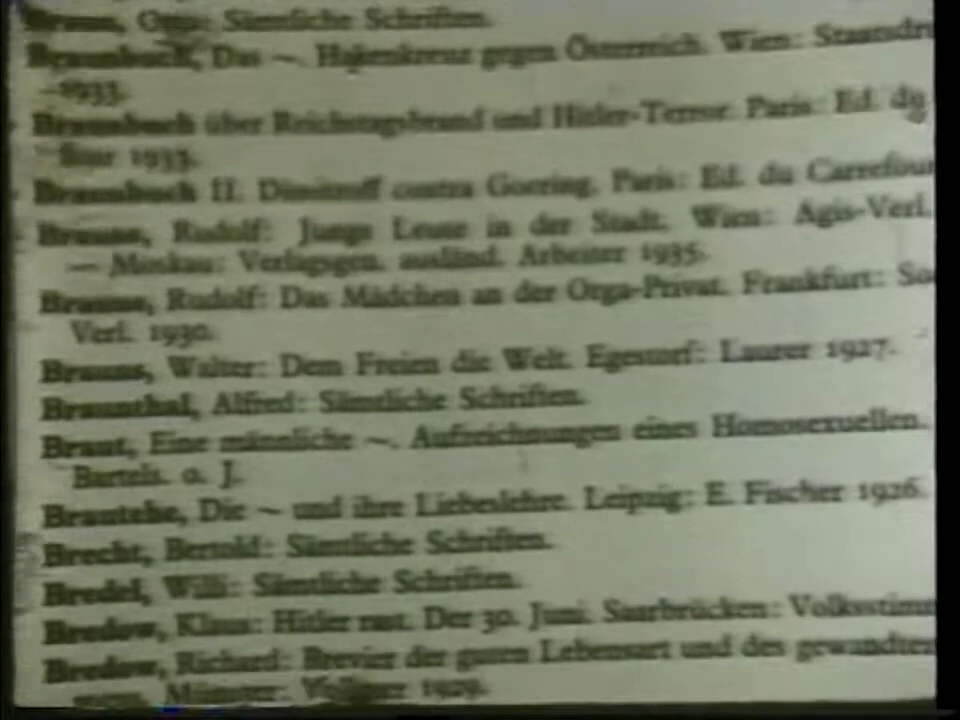 Braun, Otto: Sämtliche Schriften.
Braunbuch, Das ~. Hakenkreuz gegen Österreich. Wien: Staatsdr
1933.
Braunbuch über Reichstagsbrand und Hitler-Terror. Paris: Ed. du
1933.
Braunbuch II. Dimitroff contra Goering. Paris: Ed. du Carrefour
Braune, Rudolf: Junge Leute in der Stadt. Wien: Agis-Verl.
— Moskau: Verlagsgen. ausländ. Arbeiter 1935.
Braune, Rudolf: Das Mädchen an der Orga-Privat. Frankfurt: So
Verl. 1930.
Walter: Dem Freien die Welt. Egestorf: Laurer 1927.
Braunthal, Alfred: Sämtliche Schriften.
Braut, Eine männliche ~. Aufzeichnungen eines Homosexuellen.
Bartels. o. J.
Brautehe, Die ~ und ihre Liebeslehre. Leipzig: E. Fischer 1926.
Brecht, Bertold: Sämtliche Schriften.
Bredel, Willi: Sämtliche Schriften.
Bredow, Klaus: Hitler rast. Der 30. Juni. Saarbrücken: Volksstimm
Bredow, Richard: Brevier der guten Lebensart und des gewandten
Münster: 1929.